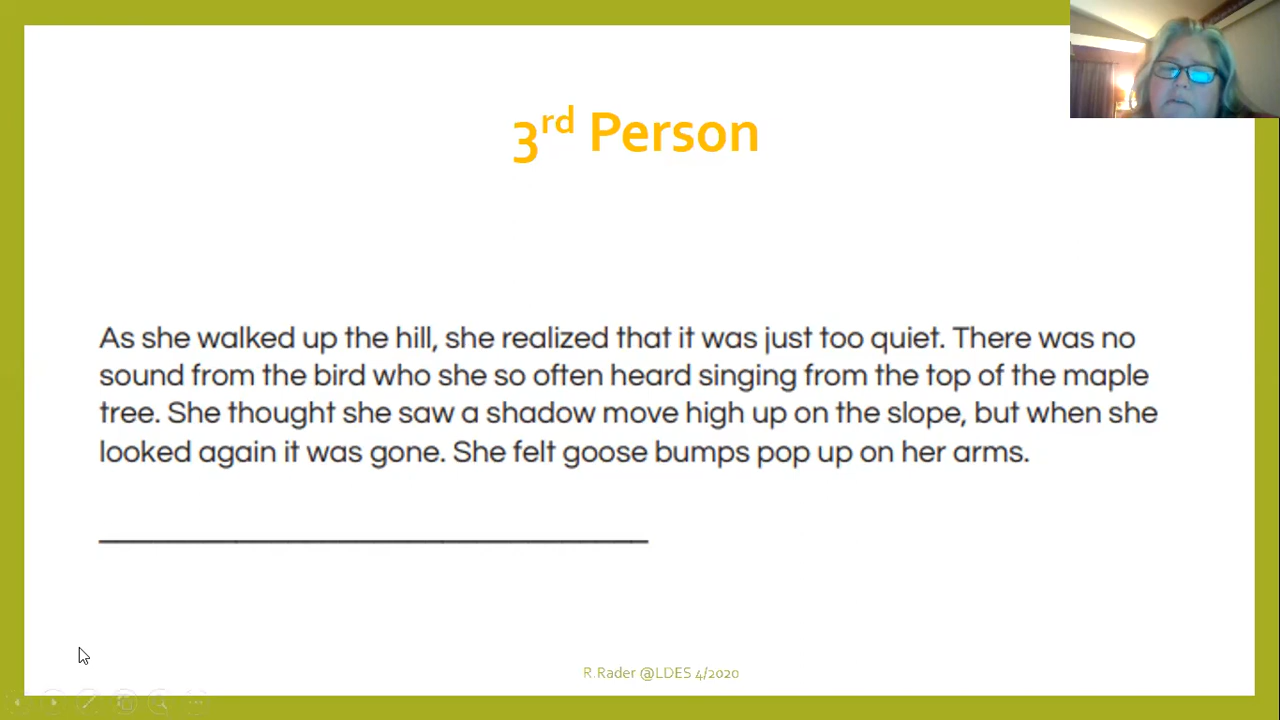 3rd Person
As she walked up the hill, she realized that it was just too quiet. There was no
sound from the bird who she so often heard singing from the top of the maple
tree. She thought she saw a shadow move high up on the slope, but when she
looked again it was gone. She felt goose bumps pop up on her arms.
R.Rader @LDES 4/2020